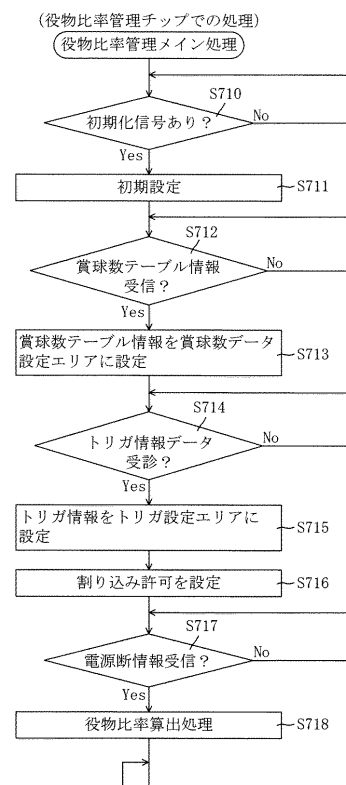 (役物比率管理チップでの処理)
役物比率管理メイン処理
S710
初期化信号あり？
No
Yes
初期設定
S711
S712
賞球数テーブル情報
受信？
No
Yes
賞球数テーブル情報を賞球数データ
設定エリアに設定
S713
S714
トリガ情報データ
受診？
No
Yes
トリガ情報をトリガ設定エリアに
設定
S715
割り込み許可を設定
S716
S717
電源断情報受信？
No
Yes
役物比率算出処理
S718